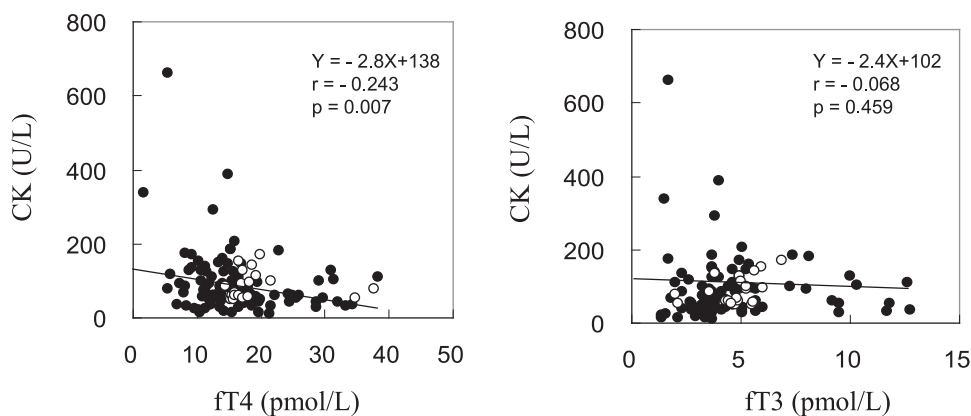 800
600
400
200
0
CK (U/L)
Y = - 2.8X+138
r = - 0.243
p = 0.007
0 10 20 30 40 50
fT4 (pmol/L)
800
600
400
200
0
CK (U/L)
Y = - 2.4X+102
r = - 0.068
p = 0.459
0 5 10 15
fT3 (pmol/L)